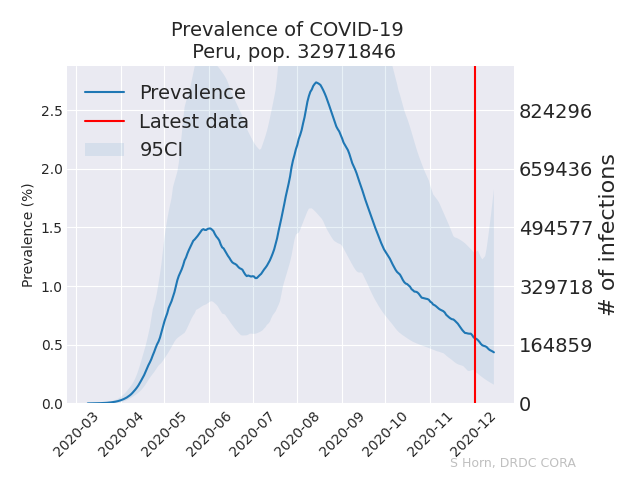 Prevalence of COVID-19
Peru, pop. 32971846
Prevalence
Latest data
95CI
Prevalence (%)
2.5
2.0
1.5
1.0
0.5
0.0
824296
659436
494577
329718
164859
0
# of infections
2020-03
2020-04
2020-05
2020-06
2020-07
2020-08
2020-09
2020-10
2020-11
2020-12
S Horn, DRDC CORA